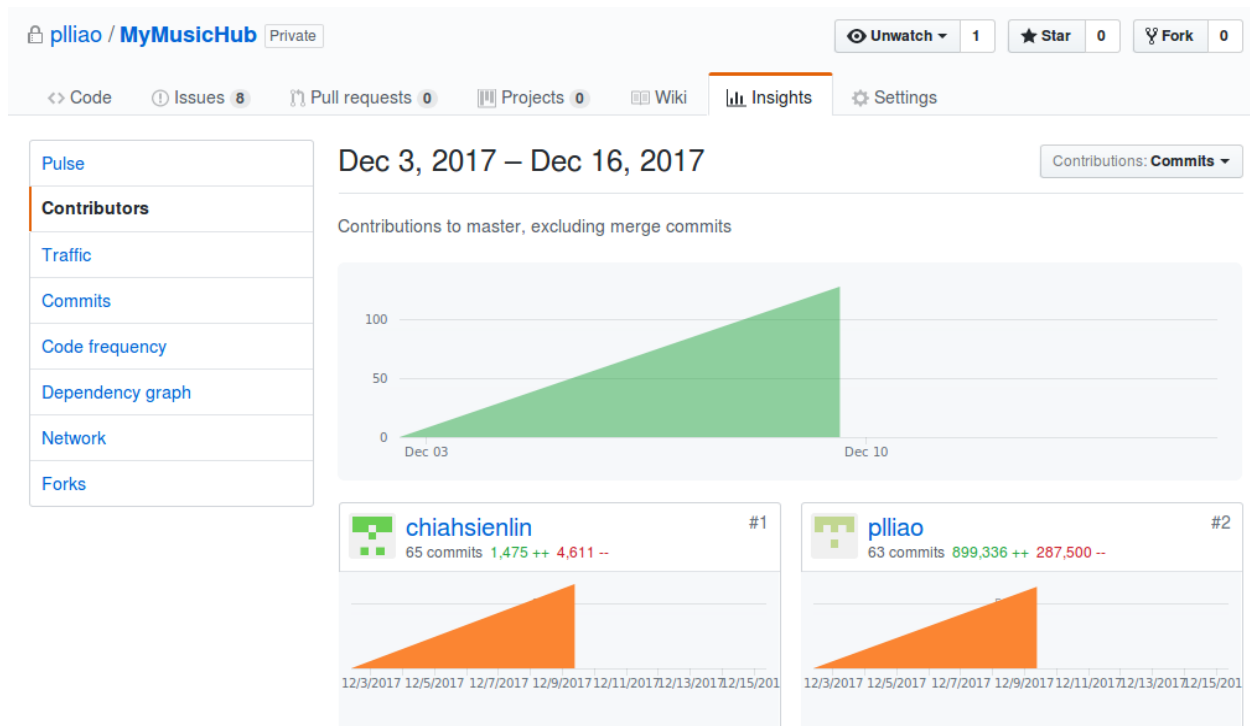 plliao / MyMusicHub Private Unwatch 1 Star 0 Fork 0
Code Issues 8 Pull requests 0 Projects 0 Wiki Insights Settings
Pulse
Contributors
Traffic
Commits
Code frequency
Dependency graph
Network
Forks
Dec 3, 2017 – Dec 16, 2017 Contributions: Commits
Contributions to master, excluding merge commits
100
50
0
Dec 03 Dec 10
chiahsienlin #1
65 commits 1,475 ++ 4,611 --
12/3/2017 12/5/2017 12/7/2017 12/9/2017 12/11/2017 12/13/2017 12/15/201
plliao #2
63 commits 899,336 ++ 287,500 --
12/3/2017 12/5/2017 12/7/2017 12/9/2017 12/11/2017 12/13/2017 12/15/201